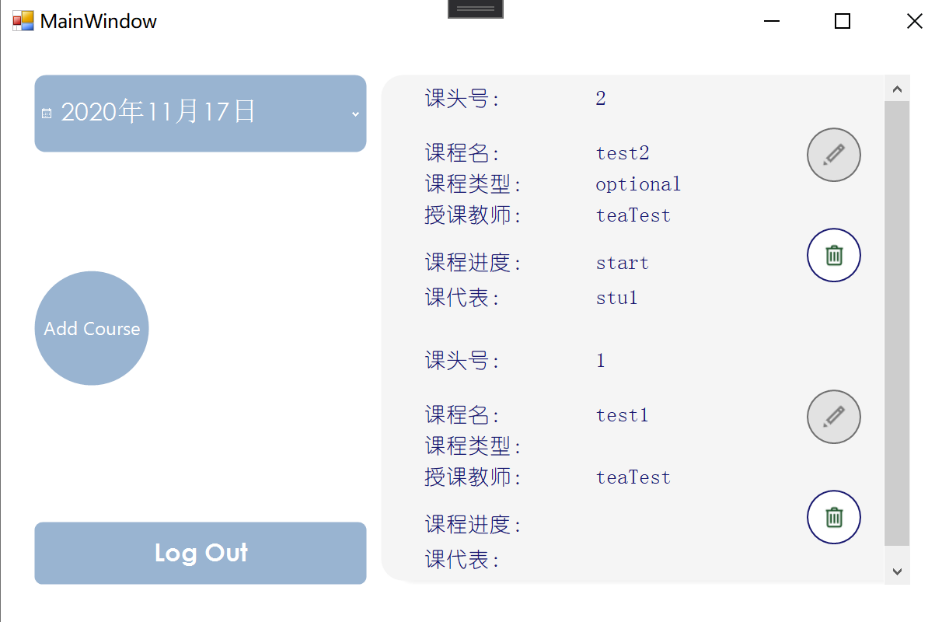 MainWindow
2020年11月17日
Add Course
Log Out
课头号： 2
课程名： test2
课程类型： optional
授课教师： teaTest
课程进度： start
课代表： stu1
课头号： 1
课程名： test1
课程类型：
授课教师： teaTest
课程进度：
课代表：